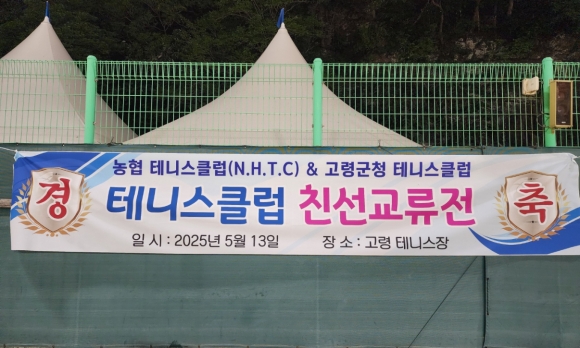 농협 테니스클럽(N.H.T.C) & 고령군청 테니스클럽
경 테니스클럽 친선교류전 축
일 시 : 2025년 5월 13일 장 소 : 고령 테니스장